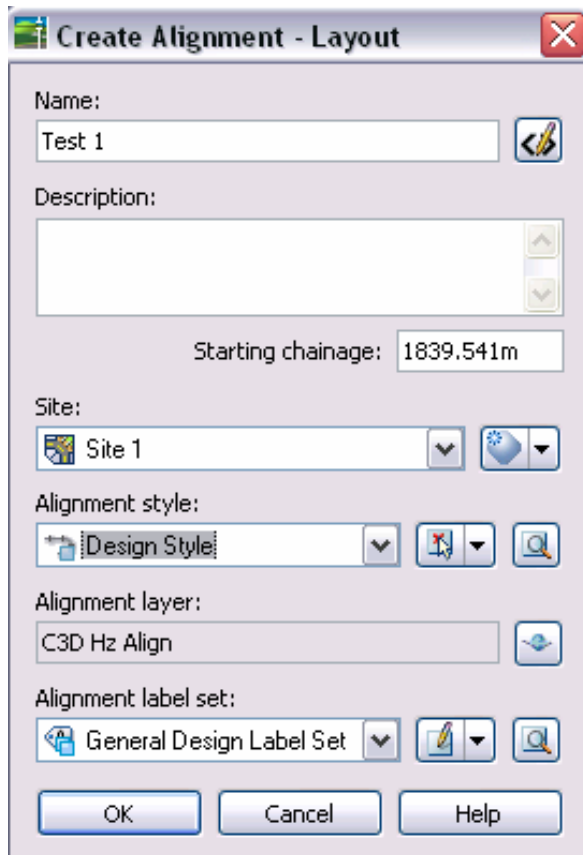 Create Alignment - Layout
Name:
Test 1
Description:
Starting chainage: 1839.541m
Site:
Site 1
Alignment style:
Design Style
Alignment layer:
C3D Hz Align
Alignment label set:
General Design Label Set
OK Cancel Help